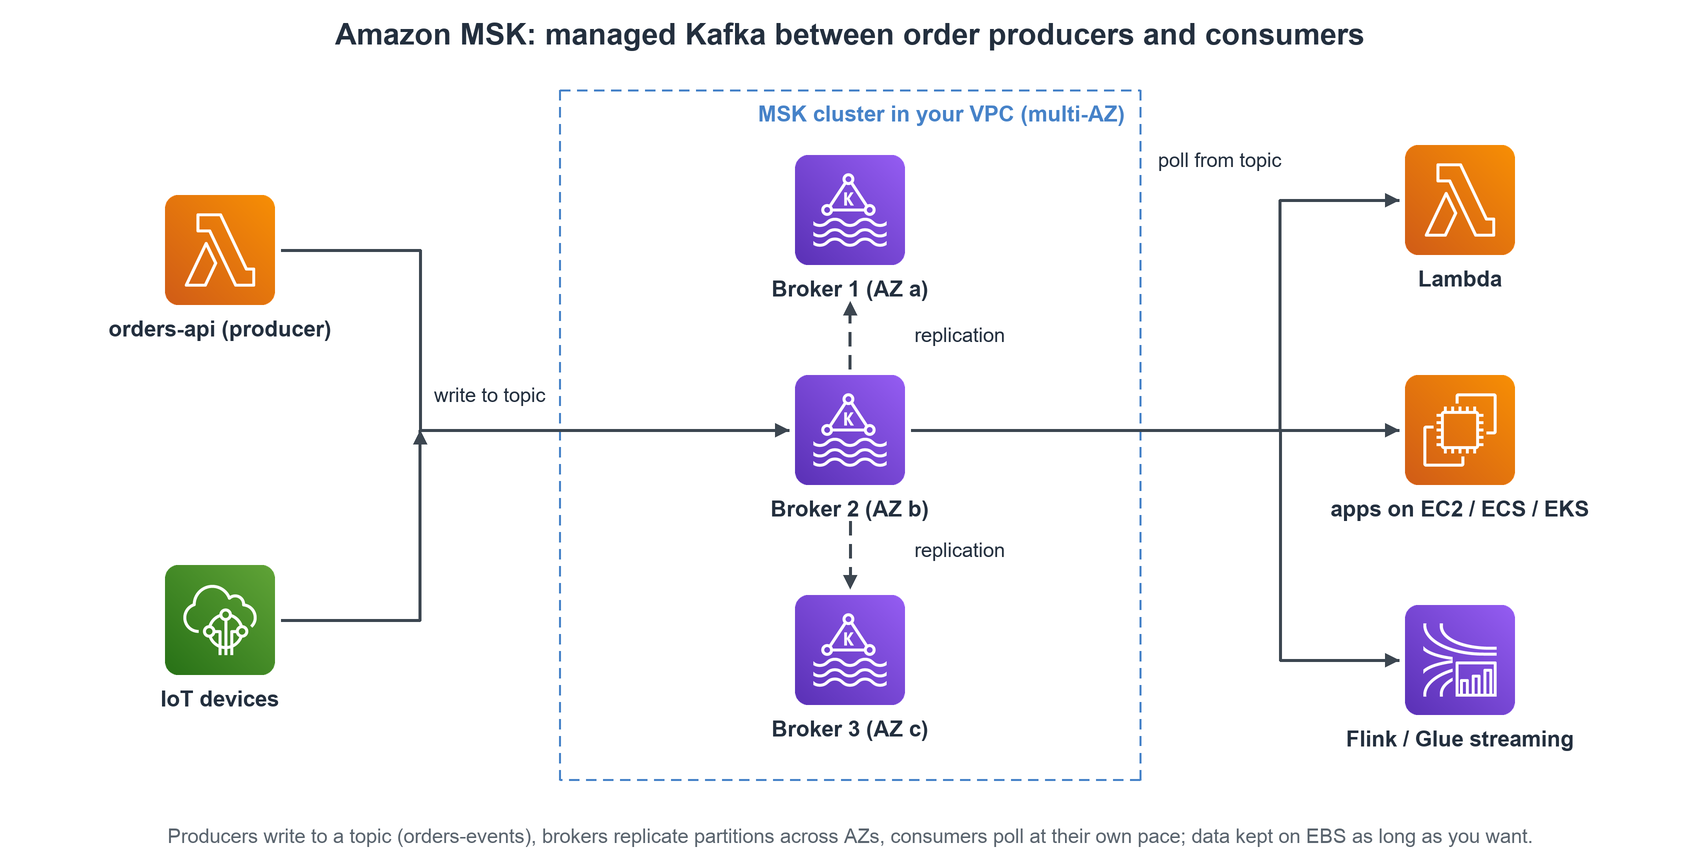 Amazon MSK: managed Kafka between order producers and consumers
MSK cluster in your VPC (multi-AZ)
poll from topic
K
Lambda
Broker 1 (AZ a)
orders-api (producer)
replication
write to topic
K
Broker 2 (AZ b)
apps on EC2 / ECS / EKS
replication
K
IoT devices
Broker 3 (AZ c)
Flink / Glue streaming
Producers write to a topic (orders-events), brokers replicate partitions across AZs, consumers poll at their own pace; data kept on EBS as long as you want.